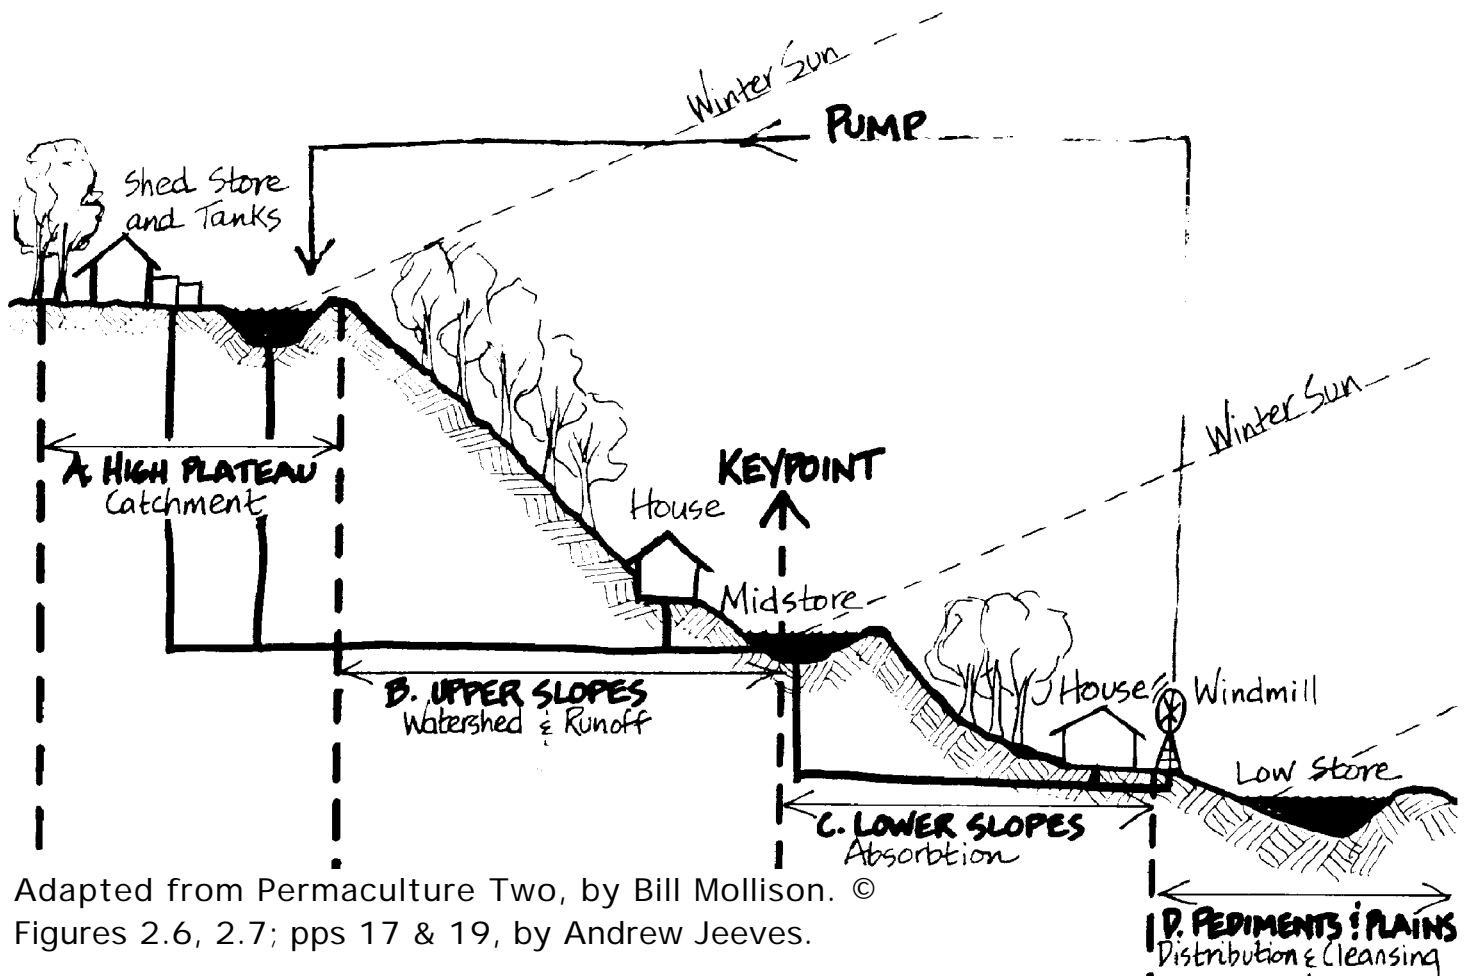 Winter Sun
PUMP
Shed Store
and Tanks
Winter Sun
A. HIGH PLATEAU
Catchment
KEYPOINT
House
Midstore
B. UPPER SLOPES
Watershed & Runoff
House
Windmill
Low Store
C. LOWER SLOPES
Absorbtion
Adapted from Permaculture Two, by Bill Mollison. ©
Figures 2.6, 2.7; pps 17 & 19, by Andrew Jeeves.
D. PEDIMENTS & PLAINS
Distribution & Cleansing